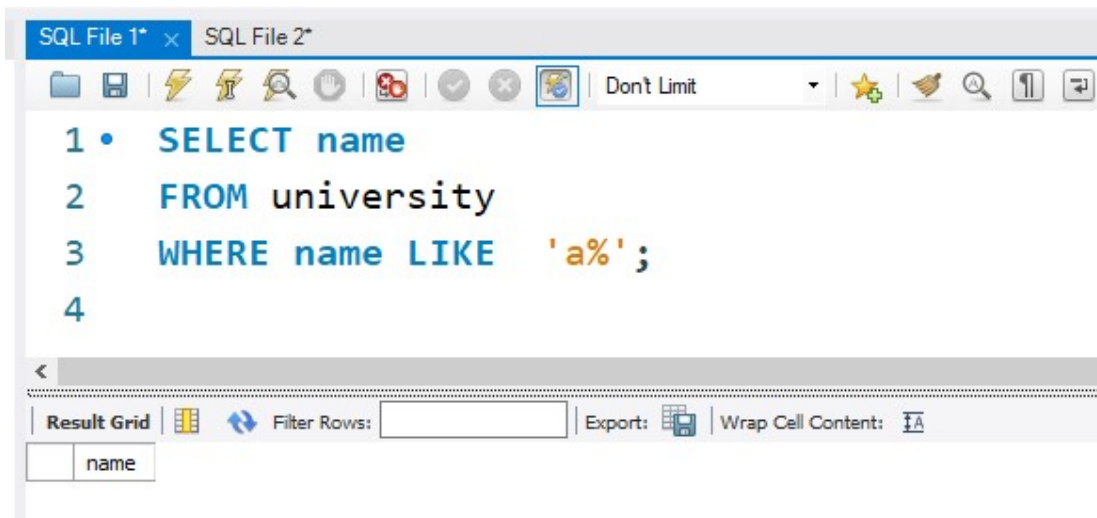 SQL File 1* × SQL File 2*
Don't Limit
1 SELECT name
2 FROM university
3 WHERE name LIKE 'a%';
4
Result Grid Filter Rows: Export: Wrap Cell Content:
name